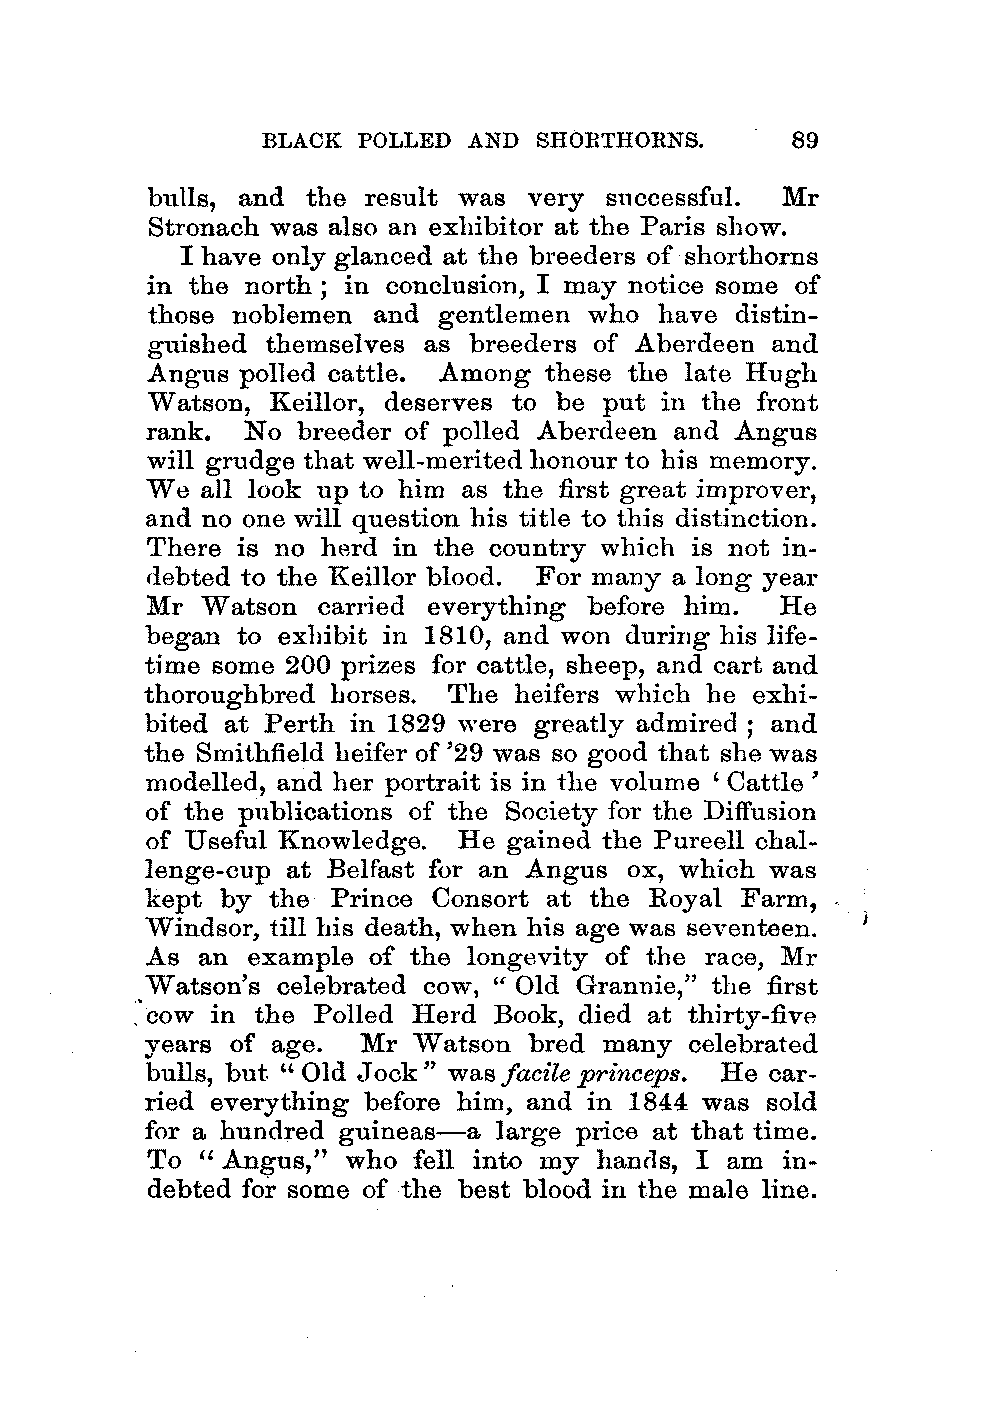 BLACK POLLED AND SHORTHORNS. 89
bulls, and the result was very successful. Mr
Stronach was also an exhibitor at the Paris show.
I have only glanced at the breeders of shorthorns
in the north ; in conclusion, I may notice some of
those noblemen and gentlemen who have distin-
guished themselves as breeders of Aberdeen and
Angus polled cattle. Among these the late Hugh
Watson, Keillor, deserves to be put in the front
rank. No breeder of polled Aberdeen and Angus
will grudge that well-merited honour to his memory.
We all look up to him as the first great improver,
and no one will question his title to this distinction.
There is no herd in the country which is not in-
debted to the Keillor blood. For many a long year
Mr Watson carried everything before him. He
began to exhibit in 1810, and won during his life-
time some 200 prizes for cattle, sheep, and cart and
thoroughbred horses. The heifers which he exhi-
bited at Perth in 1829 were greatly admired ; and
the Smithfield heifer of ’29 was so good that she was
modelled, and her portrait is in the volume ‘ Cattle ’
of the publications of the Society for the Diffusion
of Useful Knowledge. He gained the Pureell chal-
lenge-cup at Belfast for an Angus ox, which was
kept by the Prince Consort at the Royal Farm,
Windsor, till his death, when his age was seventeen.
As an example of the longevity of the race, Mr
Watson’s celebrated cow, “ Old Grannie,” the first
cow in the Polled Herd Book, died at thirty-five
years of age. Mr Watson bred many celebrated
bulls, but “ Old Jock ” was facile princeps. He car-
ried everything before him, and in 1844 was sold
for a hundred guineas—a large price at that time.
To “ Angus,” who fell into my hands, I am in-
debted for some of the best blood in the male line.